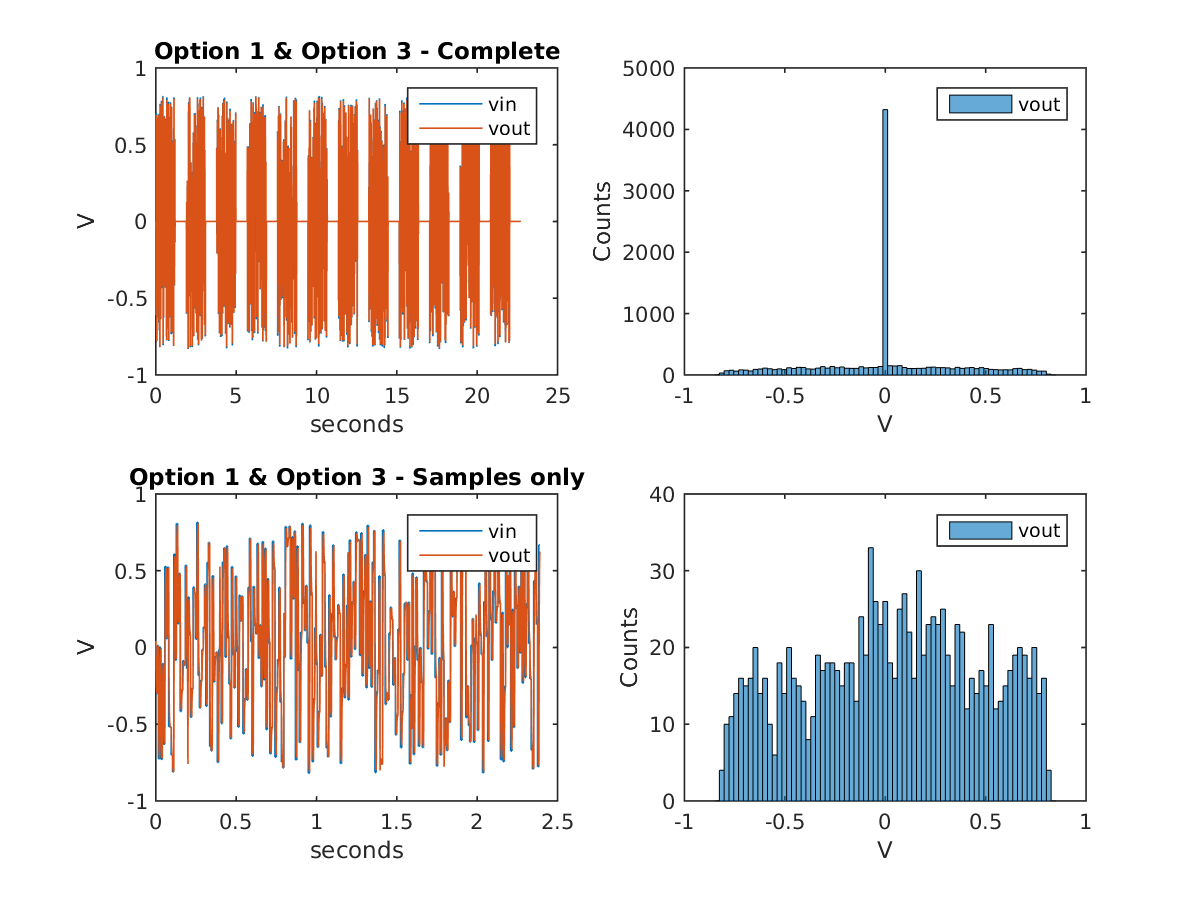 Option 1 & Option 3 - Complete
1
0.5
0
-0.5
-1
V
vin
vout
0 5 10 15 20 25
seconds
5000
4000
3000
2000
1000
0
Counts
vout
-1 -0.5 0 0.5 1
V
Option 1 & Option 3 - Samples only
1
0.5
0
-0.5
-1
V
vin
vout
0 0.5 1 1.5 2 2.5
seconds
40
30
20
10
0
Counts
vout
-1 -0.5 0 0.5 1
V